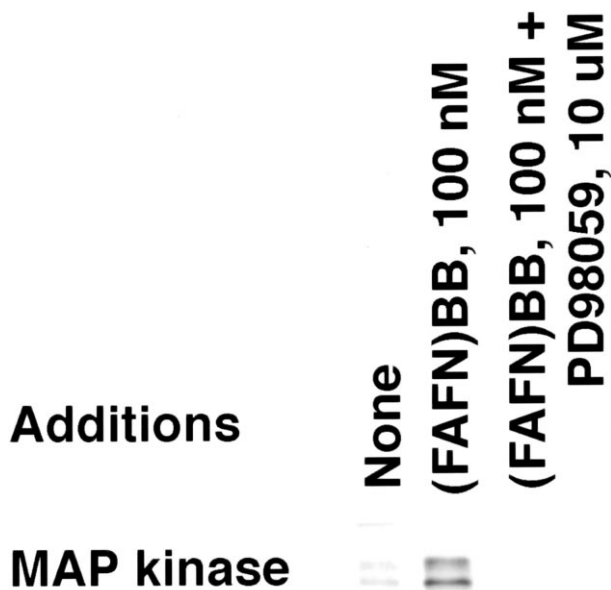 None
(FAFN)BB, 100 nM
(FAFN)BB, 100 nM +
PD98059, 10 uM
Additions
MAP kinase